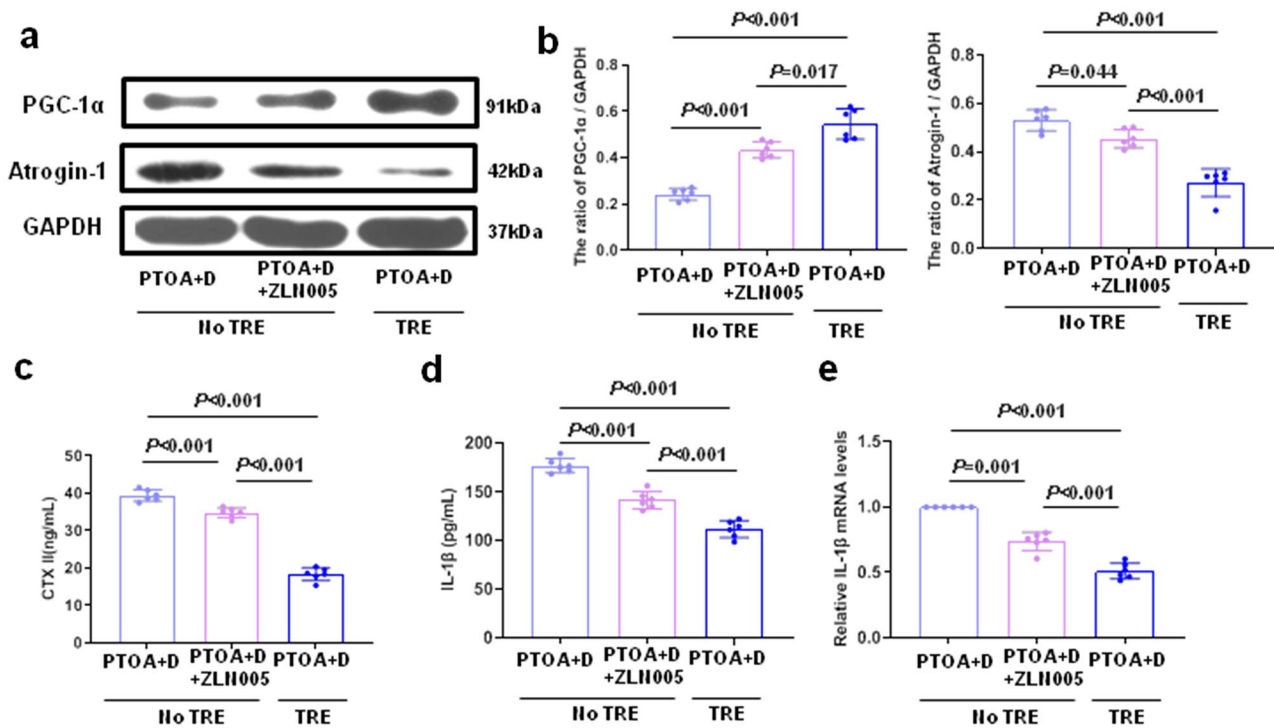 a
PGC-1α
91kDa
Atrogin-1
42kDa
GAPDH
37kDa
PTOA+D
PTOA+D
+ZLN005
PTOA+D
No TRE
TRE
b
P<0.001
P=0.017
P<0.001
The ratio of PGC-1α / GAPDH
0.8
0.6
0.4
0.2
0.0
PTOA+D
PTOA+D
+ZLN005
PTOA+D
No TRE
TRE
P<0.001
P=0.044
P<0.001
The ratio of Atrogin-1 / GAPDH
0.8
0.6
0.4
0.2
0.0
PTOA+D
PTOA+D
+ZLN005
PTOA+D
No TRE
TRE
c
P<0.001
P<0.001
P<0.001
CTX II(ng/mL)
50
40
30
20
10
0
PTOA+D
PTOA+D
+ZLN005
PTOA+D
No TRE
TRE
d
P<0.001
P<0.001
P<0.001
IL-1β (pg/mL)
200
150
100
50
0
PTOA+D
PTOA+D
+ZLN005
PTOA+D
No TRE
TRE
e
P<0.001
P=0.001
P<0.001
Relative IL-1β mRNA levels
1.5
1.0
0.5
0.0
PTOA+D
PTOA+D
+ZLN005
PTOA+D
No TRE
TRE